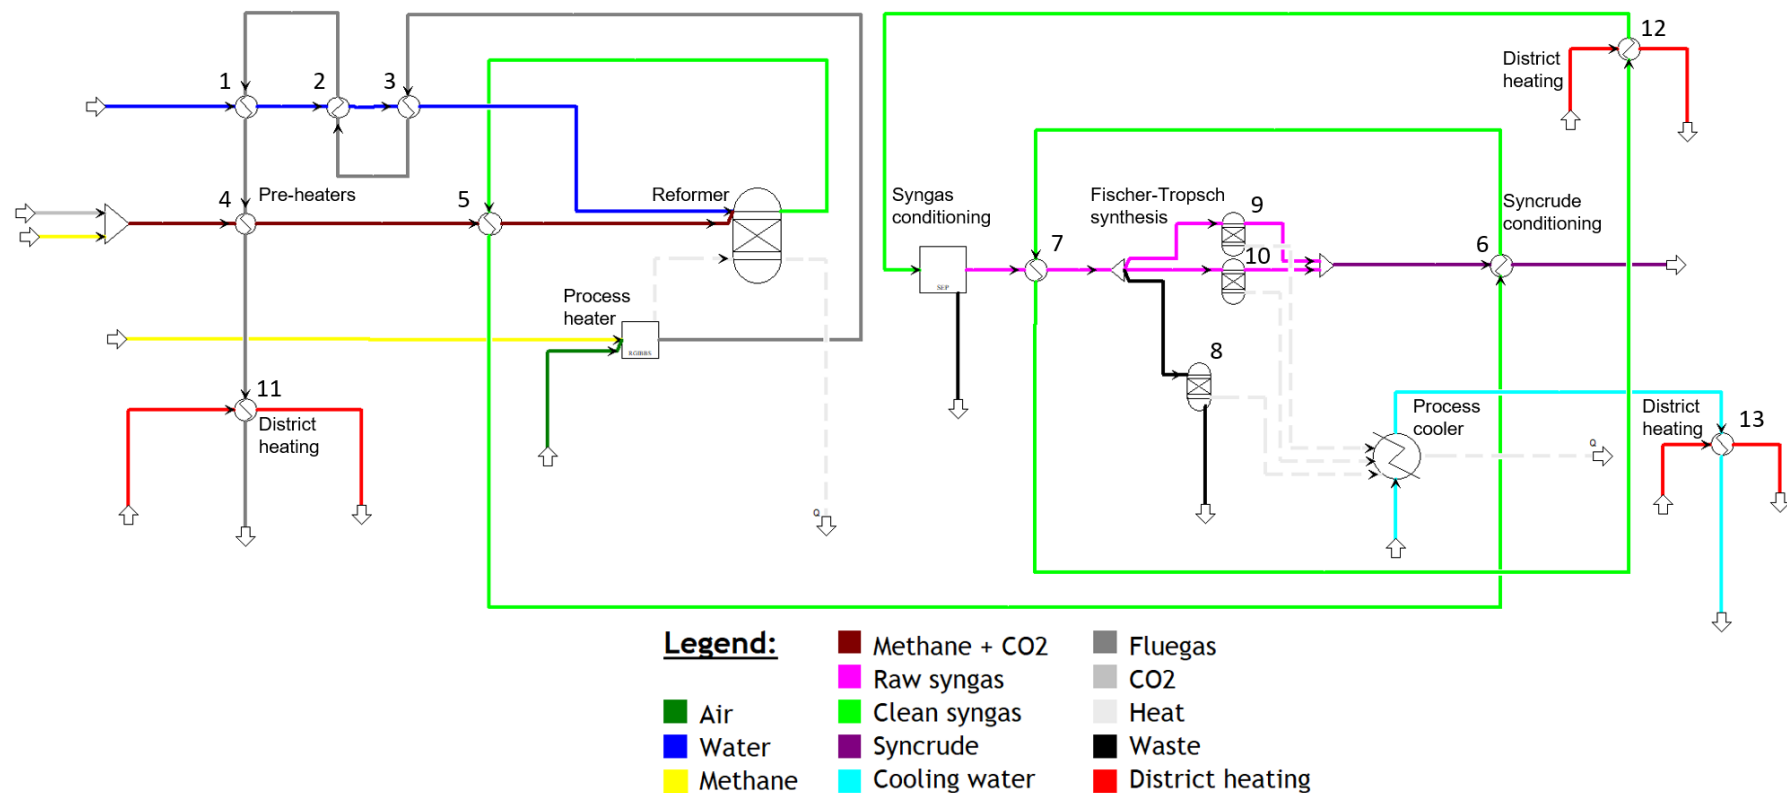 12
District
heating
1
2
3
4
Pre-heaters
5
Reformer
Syngas
conditioning
7
Fischer-Tropsch
synthesis
9
10
Syncrude
conditioning
6
SEP
Process
heater
RGIBBS
8
11
District
heating
Process
cooler
Q
District
heating
13
Q
Legend:
Methane + CO2
Fluegas
Raw syngas
CO2
Air
Clean syngas
Heat
Water
Syncrude
Waste
Methane
Cooling water
District heating